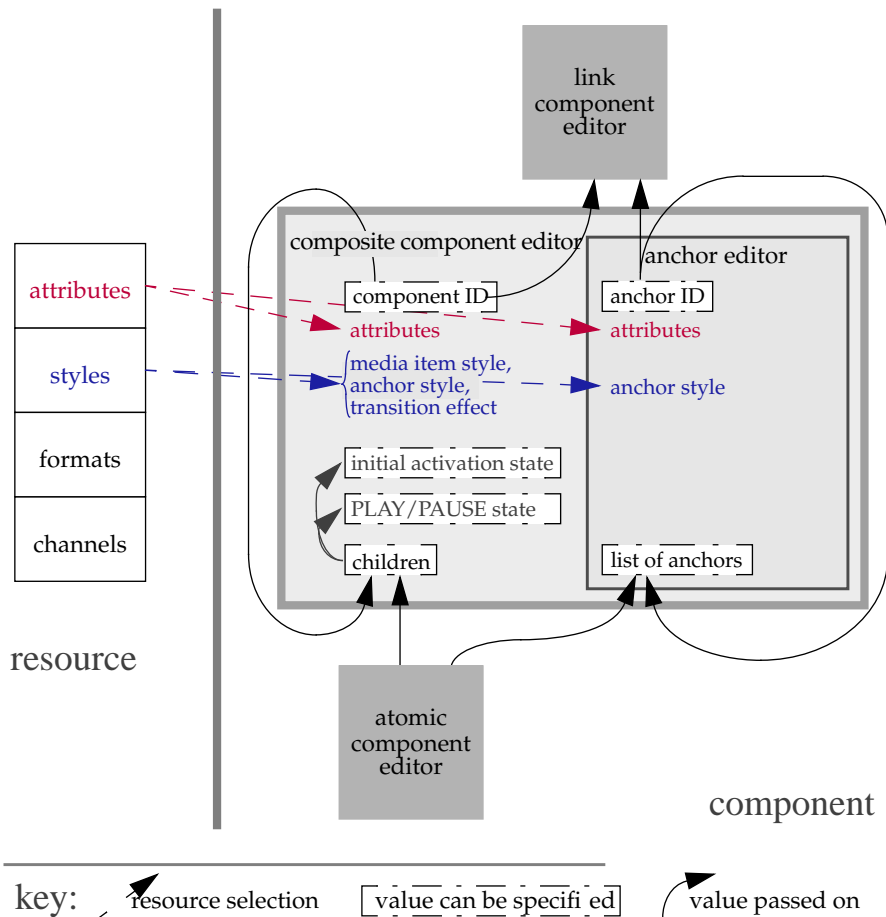 link
component
editor
composite component editor
anchor editor
component ID
anchor ID
attributes
attributes
attributes
styles
media item style,
anchor style,
transition effect
anchor style
formats
initial activation state
PLAY/PAUSE state
channels
children
list of anchors
resource
atomic
component
editor
component
key:
resource selection
value can be specifi ed
value passed on